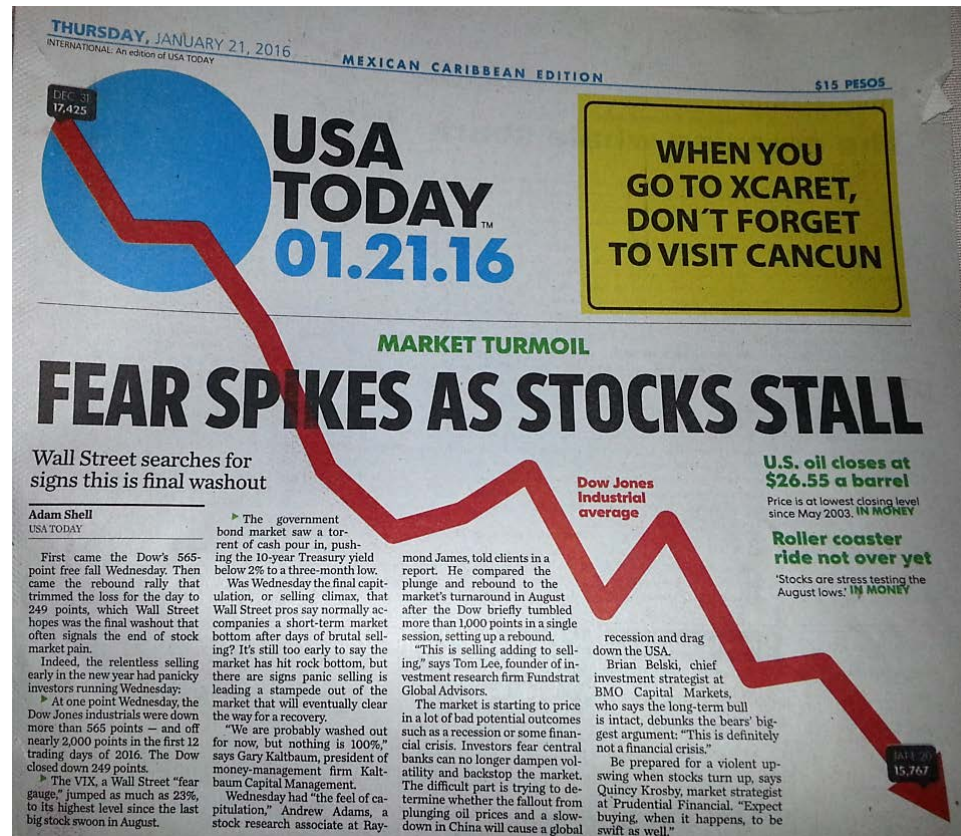 THURSDAY, JANUARY 21, 2016
INTERNATIONAL: An edition of USA TODAY
MEXICAN CARIBBEAN EDITION
$15 PESOS
DEC 31
17,425
USA
TODAY™
01.21.16
WHEN YOU
GO TO XCARET,
DON´T FORGET
TO VISIT CANCUN
MARKET TURMOIL
FEAR SPIKES AS STOCKS STALL
Wall Street searches for
signs this is final washout
Adam Shell
USA TODAY
First came the Dow's 565-
point free fall Wednesday. Then
came the rebound rally that
trimmed the loss for the day to
249 points, which Wall Street
hopes was the final washout that
often signals the end of stock
market pain.
Indeed, the relentless selling
early in the new year had panicky
investors running Wednesday:
▶ At one point Wednesday, the
Dow Jones industrials were down
more than 565 points — and off
nearly 2,000 points in the first 12
trading days of 2016. The Dow
closed down 249 points.
▶ The VIX, a Wall Street "fear
gauge," jumped as much as 23%,
to its highest level since the last
big stock swoon in August.
▶ The government
bond market saw a tor-
rent of cash pour in, push-
ing the 10-year Treasury yield
below 2% to a three-month low.
Was Wednesday the final capit-
ulation, or selling climax, that
Wall Street pros say normally ac-
companies a short-term market
bottom after days of brutal sell-
ing? It's still too early to say the
market has hit rock bottom, but
there are signs panic selling is
leading a stampede out of the
market that will eventually clear
the way for a recovery.
"We are probably washed out
for now, but nothing is 100%,"
says Gary Kaltbaum, president of
money-management firm Kalt-
baum Capital Management.
Wednesday had "the feel of ca-
pitulation," Andrew Adams, a
stock research associate at Ray-
mond James, told clients in a
report. He compared the
plunge and rebound to the
market's turnaround in August
after the Dow briefly tumbled
more than 1,000 points in a single
session, setting up a rebound.
"This is selling adding to sell-
ing," says Tom Lee, founder of in-
vestment research firm Fundstrat
Global Advisors.
The market is starting to price
in a lot of bad potential outcomes
such as a recession or some finan-
cial crisis. Investors fear central
banks can no longer dampen vol-
atility and backstop the market.
The difficult part is trying to de-
termine whether the fallout from
plunging oil prices and a slow-
down in China will cause a global
recession and drag
down the USA.
Brian Belski, chief
investment strategist at
BMO Capital Markets,
who says the long-term bull
is intact, debunks the bears' big-
gest argument: "This is definitely
not a financial crisis."
Be prepared for a violent up-
swing when stocks turn up, says
Quincy Krosby, market strategist
at Prudential Financial. "Expect
buying, when it happens, to be
swift as well."
Dow Jones
Industrial
average
U.S. oil closes at
$26.55 a barrel
Price is at lowest closing level
since May 2003. IN MONEY
Roller coaster
ride not over yet
'Stocks are stress testing the
August lows.' IN MONEY
JAN 20
15,767